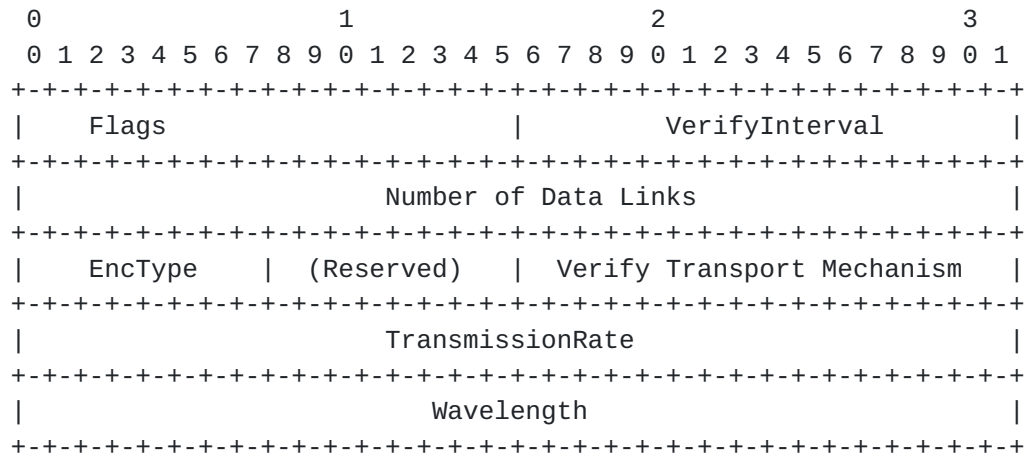 0                   1                   2                   3
 0 1 2 3 4 5 6 7 8 9 0 1 2 3 4 5 6 7 8 9 0 1 2 3 4 5 6 7 8 9 0 1
+-+-+-+-+-+-+-+-+-+-+-+-+-+-+-+-+-+-+-+-+-+-+-+-+-+-+-+-+-+-+-+-+
|    Flags                      |         VerifyInterval        |
+-+-+-+-+-+-+-+-+-+-+-+-+-+-+-+-+-+-+-+-+-+-+-+-+-+-+-+-+-+-+-+-+
|                       Number of Data Links                    |
+-+-+-+-+-+-+-+-+-+-+-+-+-+-+-+-+-+-+-+-+-+-+-+-+-+-+-+-+-+-+-+-+
|    EncType    |  (Reserved)   |  Verify Transport Mechanism   |
+-+-+-+-+-+-+-+-+-+-+-+-+-+-+-+-+-+-+-+-+-+-+-+-+-+-+-+-+-+-+-+-+
|                       TransmissionRate                        |
+-+-+-+-+-+-+-+-+-+-+-+-+-+-+-+-+-+-+-+-+-+-+-+-+-+-+-+-+-+-+-+-+
|                          Wavelength                           |
+-+-+-+-+-+-+-+-+-+-+-+-+-+-+-+-+-+-+-+-+-+-+-+-+-+-+-+-+-+-+-+-+